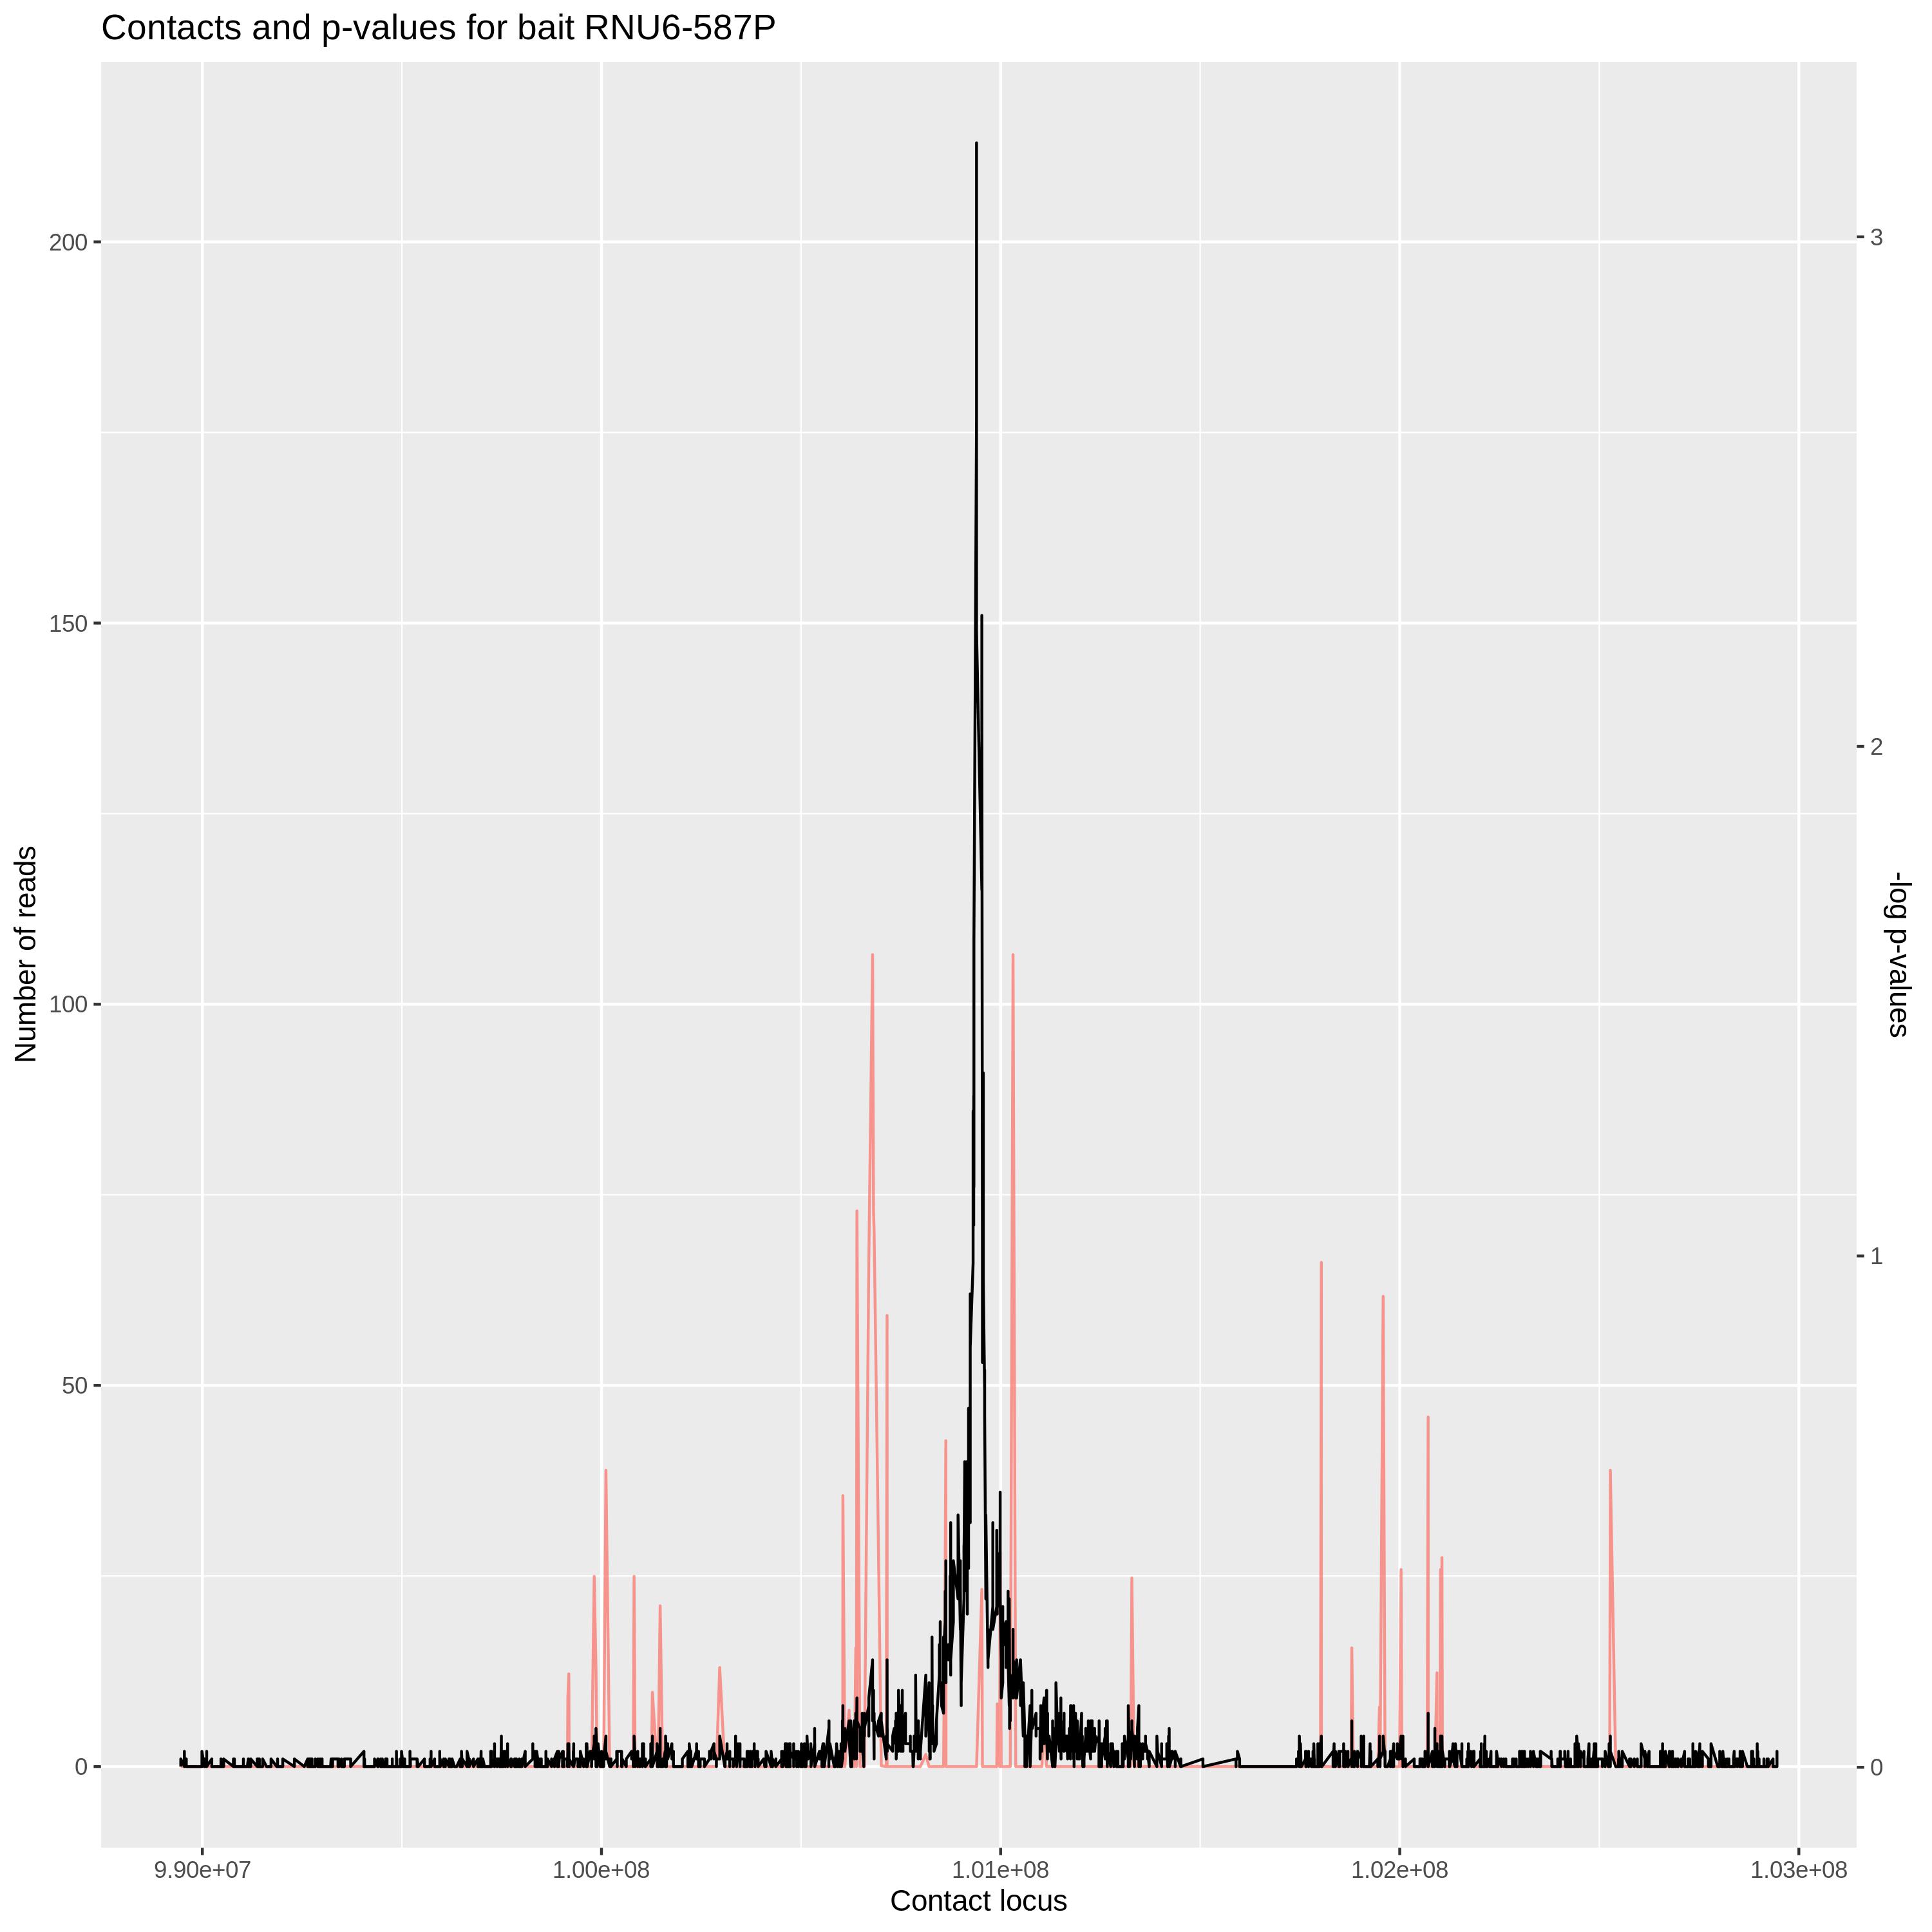 Contacts and p-values for bait RNU6-587P
200
150
100
50
0
3
2
1
0
Number of reads
-log p-values
9.90e+07 1.00e+08 1.01e+08 1.02e+08 1.03e+08
Contact locus